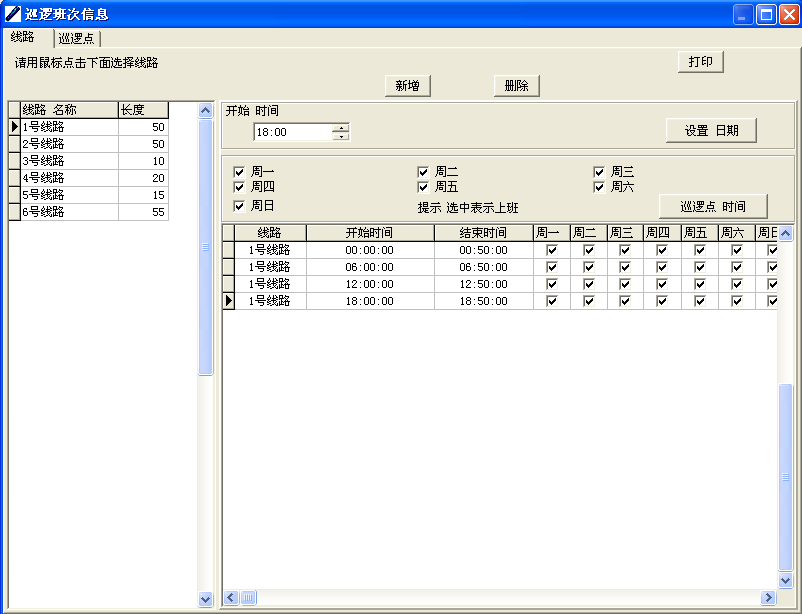 巡逻班次信息
线路 巡逻点
请用鼠标点击下面选择线路
打印
新增 删除
线路 名称 长度
1号线路 50
2号线路 50
3号线路 10
4号线路 20
5号线路 15
6号线路 55
开始 时间
18:00
设置 日期
周一 周二 周三
周四 周五 周六
周日 提示 选中表示上班
巡逻点 时间
线路 开始时间 结束时间 周一 周二 周三 周四 周五 周六 周日
1号线路 00:00:00 00:50:00
1号线路 06:00:00 06:50:00
1号线路 12:00:00 12:50:00
1号线路 18:00:00 18:50:00